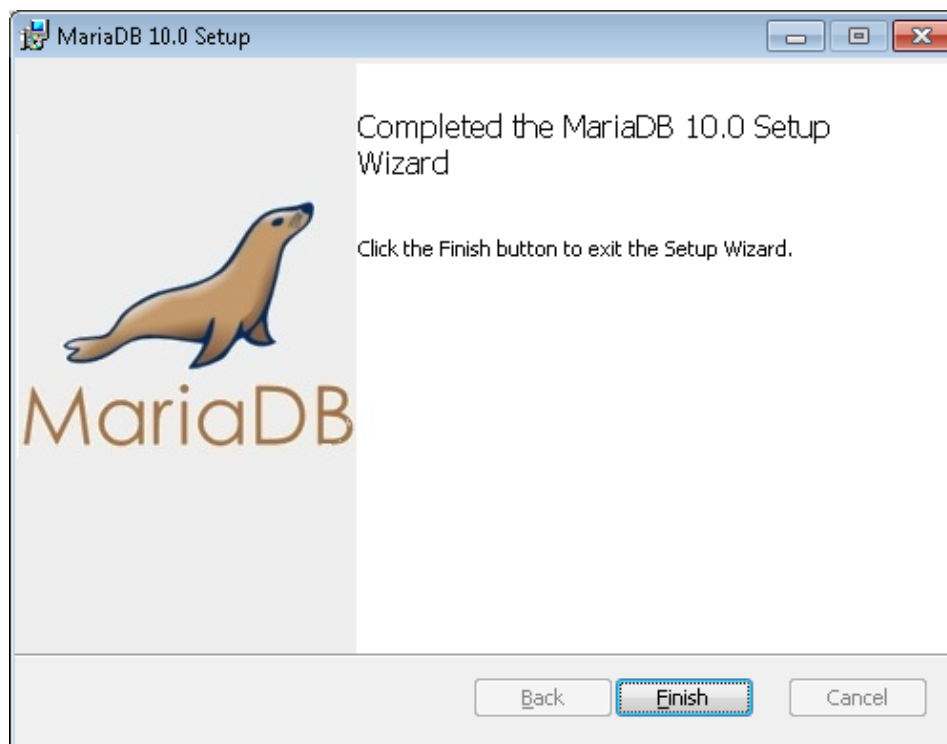 MariaDB 10.0 Setup
Completed the MariaDB 10.0 Setup
Wizard
Click the Finish button to exit the Setup Wizard.
MariaDB
Back Finish Cancel